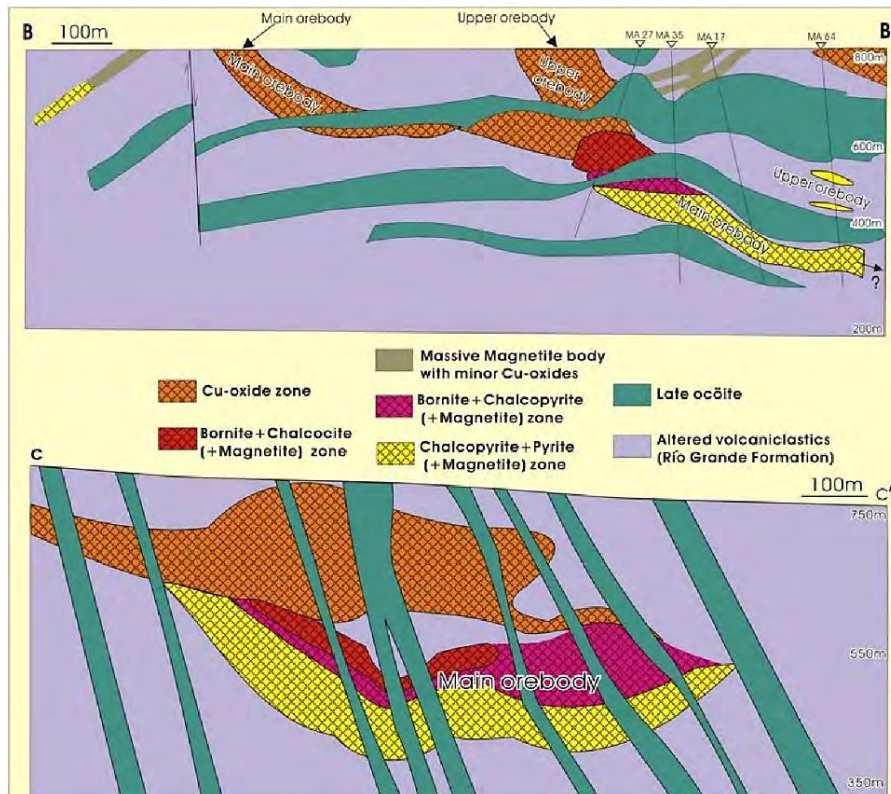 Main orebody
Upper orebody
B
100m
MA 27 MA 35 MA 17
MA 64
B
800m
Main orebody
Upper
orebody
600m
Upper orebody
Main orebody
400m
?
200m
Cu-oxide zone
Massive Magnetite body
with minor Cu-oxides
Late ocöite
Bornite+Chalcopyrite
(+Magnetite) zone
Bornite+Chalcocite
(+Magnetite) zone
Chalcopyrite+Pyrite
(+Magnetite) zone
Altered volcaniclastics
(Río Grande Formation)
C
100m
C'
750m
550m
Main orebody
350m